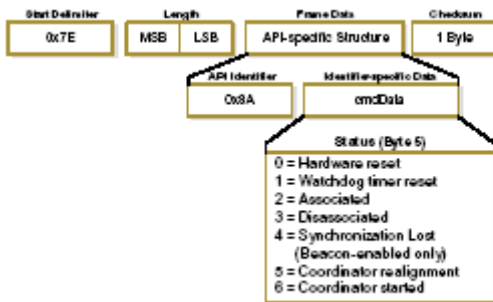 Start Delimiter
Length
Frame Data
Checksum
0x7E
MSB
LSB
API-specific Structure
1 Byte
API Identifier
Identifier-specific Data
0x8A
cmdData
Status (Byte 5)
0 = Hardware reset
1 = Watchdog timer reset
2 = Associated
3 = Disassociated
4 = Synchronization Lost
(Beacon-enabled only)
5 = Coordinator realignment
6 = Coordinator started